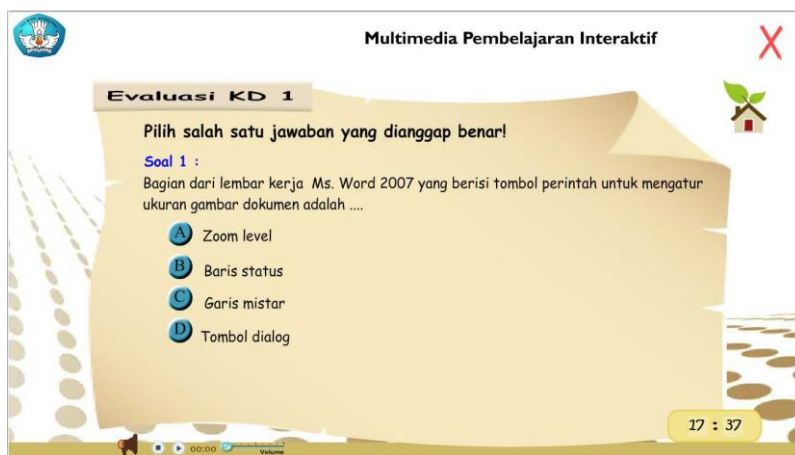 Multimedia Pembelajaran Interaktif
Evaluasi KD 1
Pilih salah satu jawaban yang dianggap benar!
Soal 1 :
Bagian dari lembar kerja Ms. Word 2007 yang berisi tombol perintah untuk mengatur
ukuran gambar dokumen adalah ....
A Zoom level
B Baris status
C Garis mistar
D Tombol dialog
17 : 37
00:00
Volume